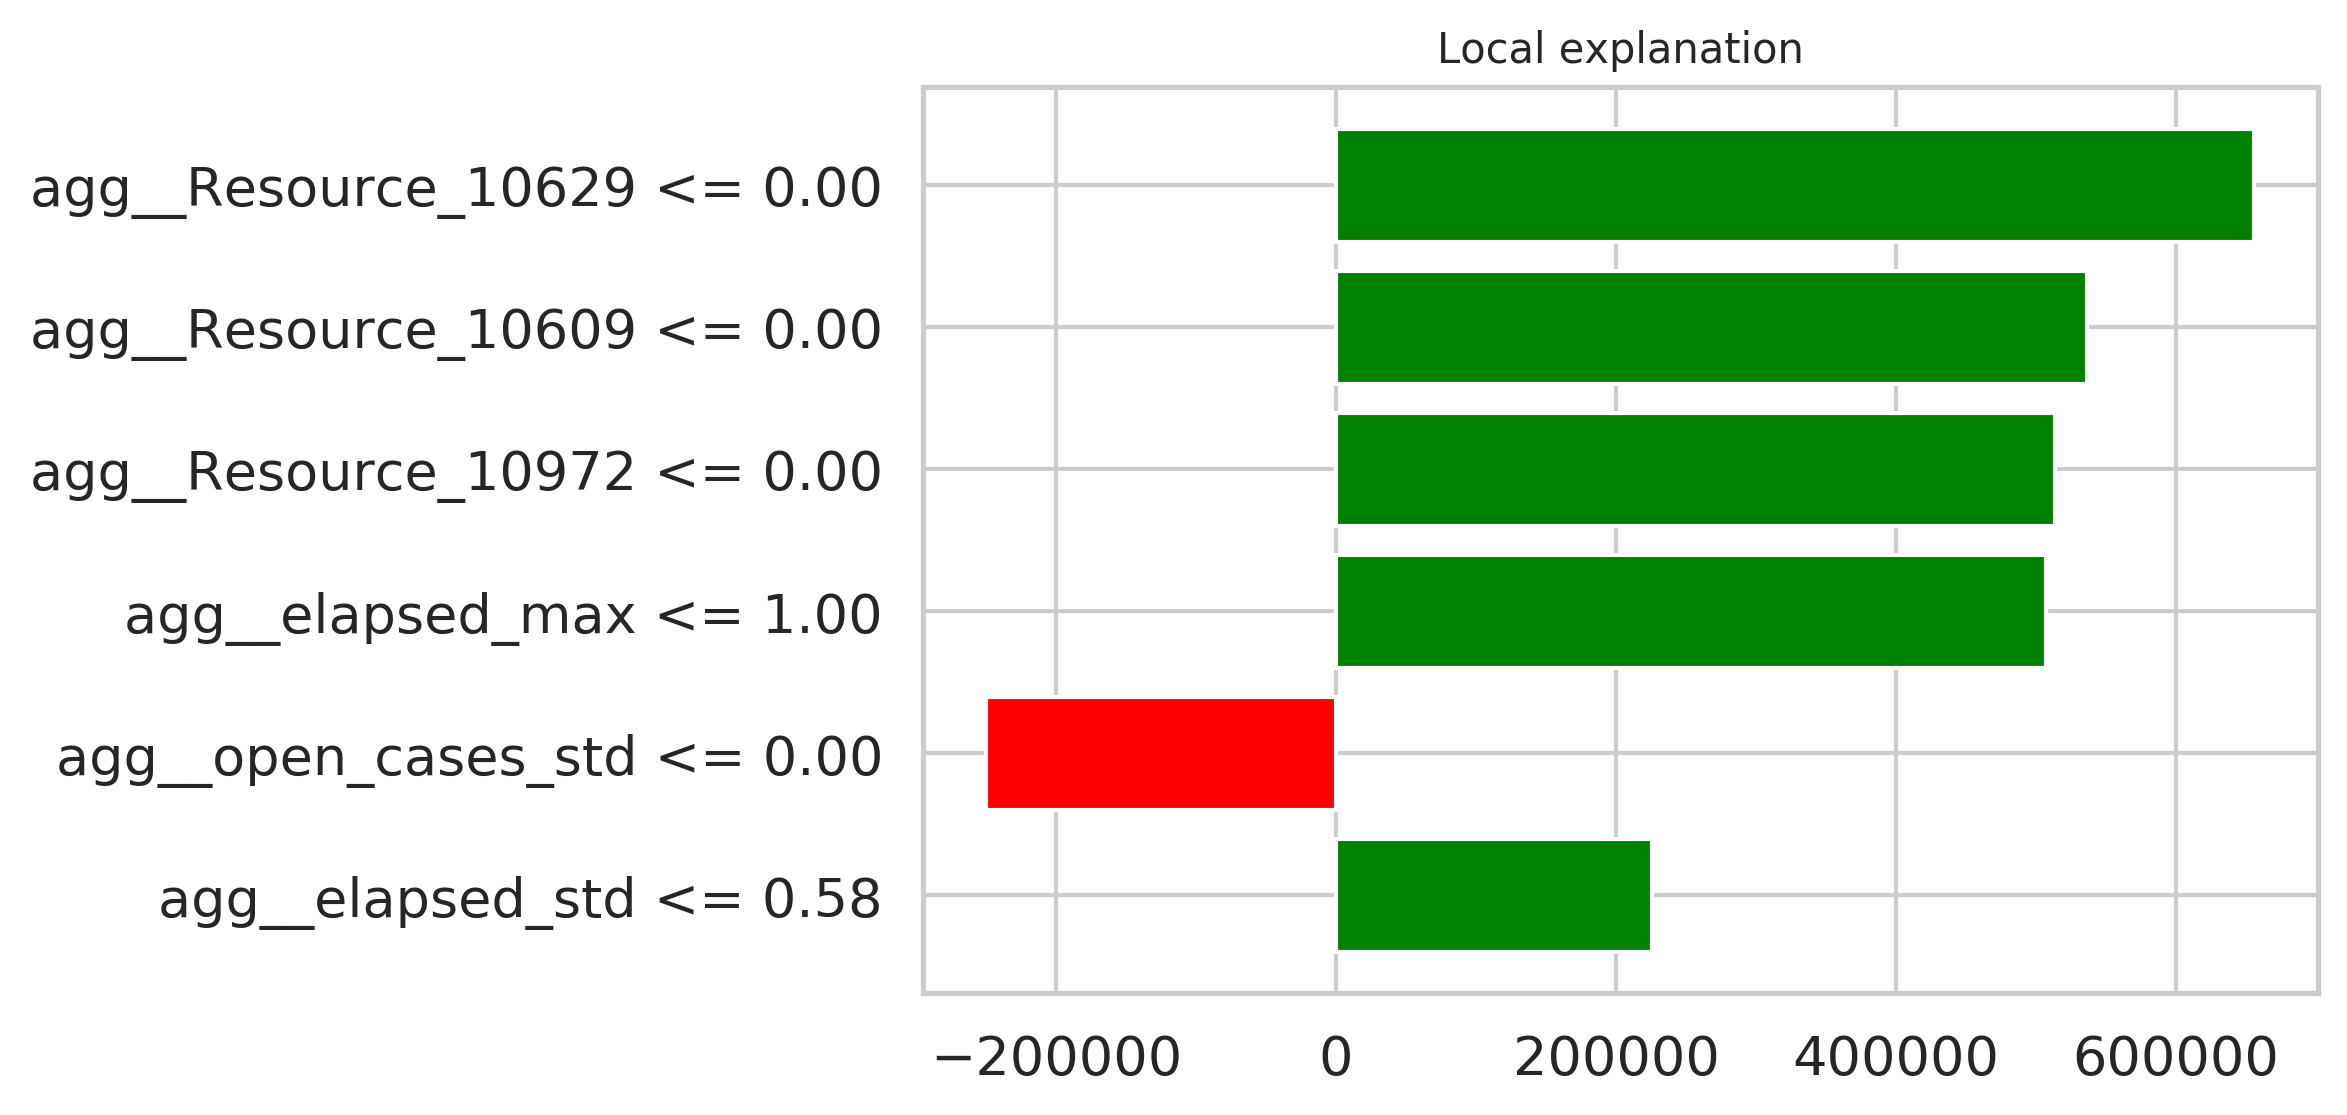 Local explanation
agg__Resource_10629 <= 0.00
agg__Resource_10609 <= 0.00
agg__Resource_10972 <= 0.00
agg__elapsed_max <= 1.00
agg__open_cases_std <= 0.00
agg__elapsed_std <= 0.58
−200000 0 200000 400000 600000